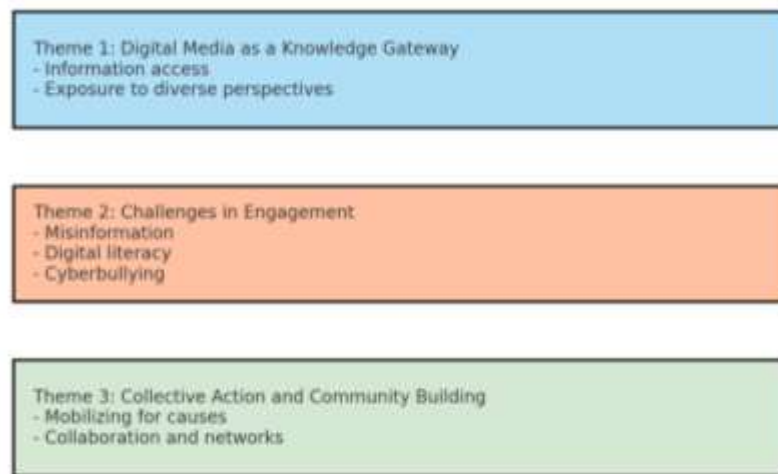 Theme 1: Digital Media as a Knowledge Gateway
- Information access
- Exposure to diverse perspectives
Theme 2: Challenges in Engagement
- Misinformation
- Digital literacy
- Cyberbullying
Theme 3: Collective Action and Community Building
- Mobilizing for causes
- Collaboration and networks